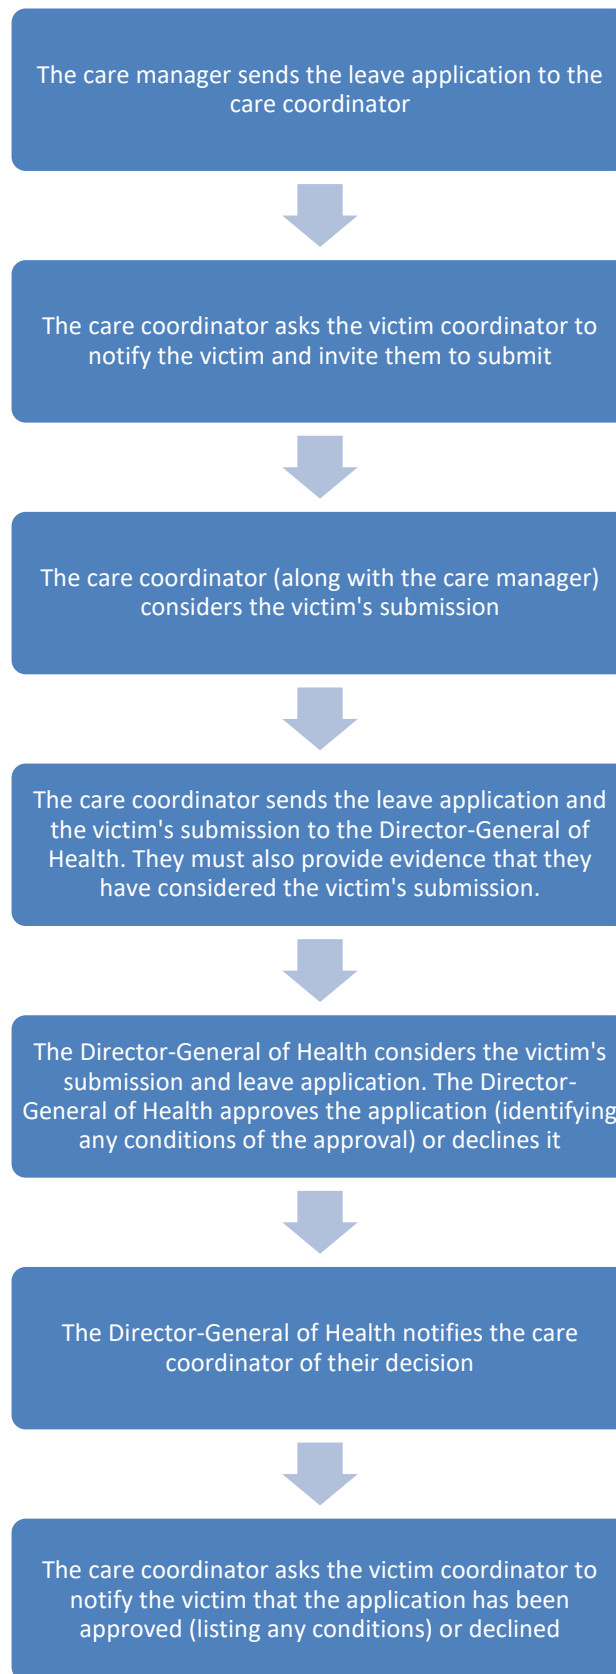 The care manager sends the leave application to the
care coordinator
The care coordinator asks the victim coordinator to
notify the victim and invite them to submit
The care coordinator (along with the care manager)
considers the victim's submission
The care coordinator sends the leave application and
the victim's submission to the Director-General of
Health. They must also provide evidence that they
have considered the victim's submission.
The Director-General of Health considers the victim's
submission and leave application. The Director-
General of Health approves the application (identifying
any conditions of the approval) or declines it
The Director-General of Health notifies the care
coordinator of their decision
The care coordinator asks the victim coordinator to
notify the victim that the application has been
approved (listing any conditions) or declined